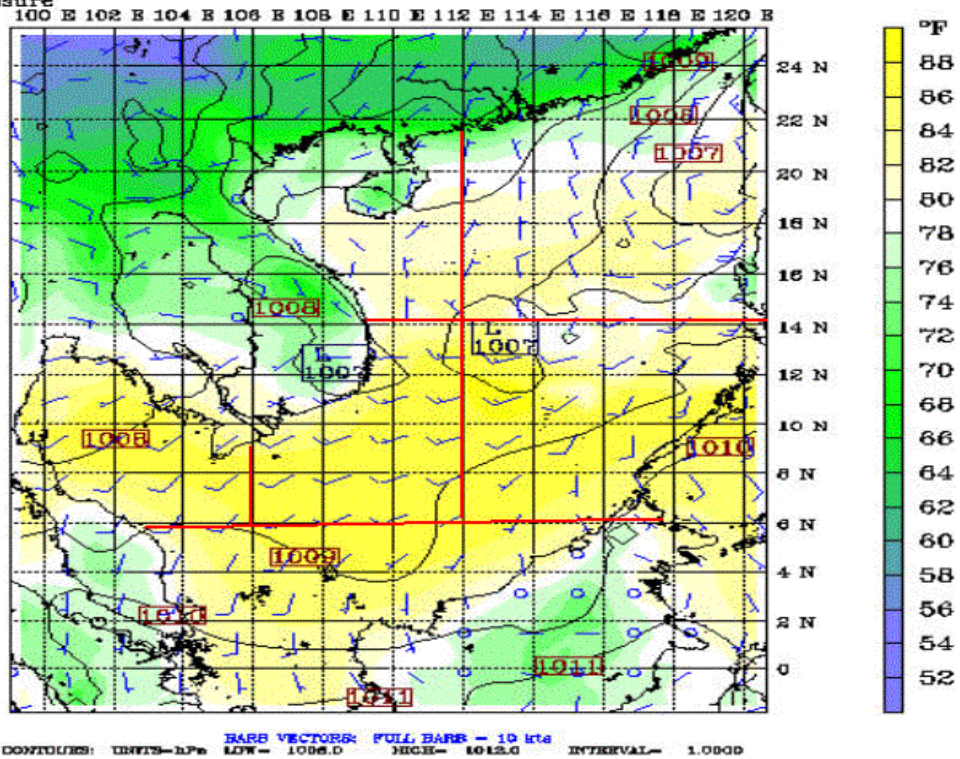 ssure
100 E 102 E 104 E 106 E 108 E 110 E 112 E 114 E 116 E 118 E 120 E
°F
1009
24 N
88
86
1008
22 N
84
1007
82
20 N
80
18 N
78
76
16 N
74
1008
14 N
72
L
1007
L
1007
12 N
70
68
10 N
1008
1010
66
8 N
64
62
6 N
60
1009
4 N
58
56
1010
2 N
54
1011
0
52
1011
BARB VECTORS: FULL BARB = 10 kts
CONTOURS: UNITS=hPa LOW= 1006.0 HIGH= 1012.0 INTERVAL= 1.0000